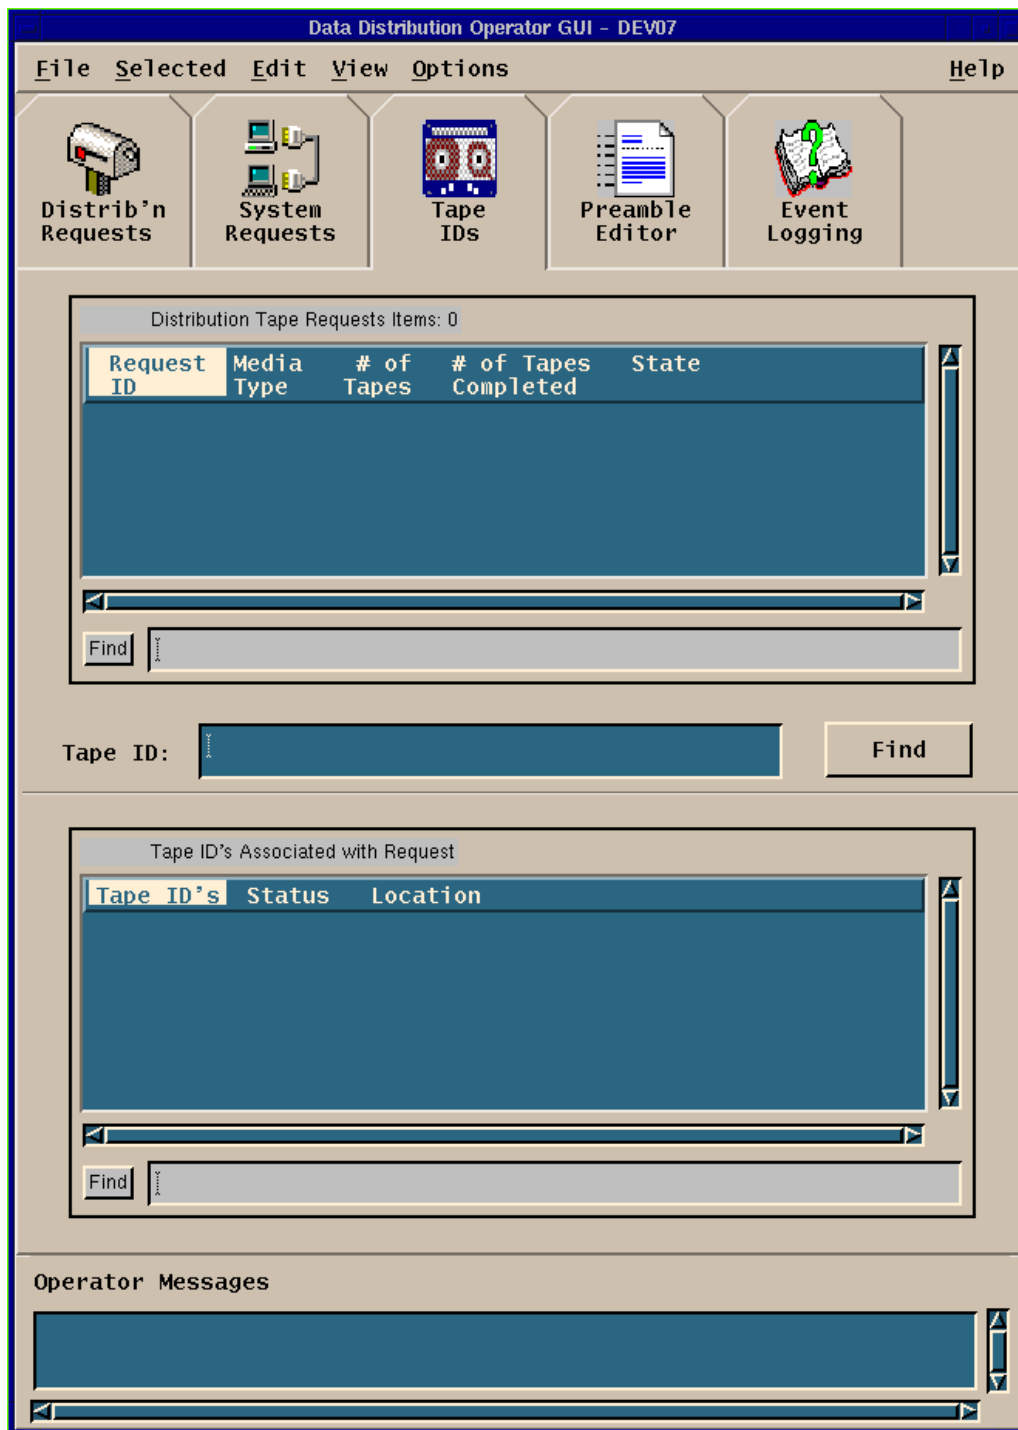 Data Distribution Operator GUI - DEV07
File Selected Edit View Options Help
Distrib'n
Requests
System
Requests
Tape
IDs
Preamble
Editor
Event
Logging
Distribution Tape Requests Items: 0
Request Media # of # of Tapes State
ID Type Tapes Completed
Find
Tape ID: Find
Tape ID's Associated with Request
Tape ID's Status Location
Find
Operator Messages